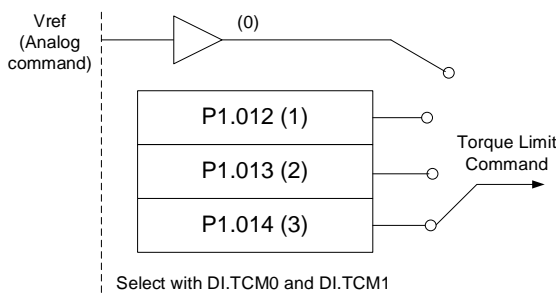 Vref
(Analog
command)
(0)
P1.012 (1)
P1.013 (2)
P1.014 (3)
Torque Limit
Command
Select with DI.TCM0 and DI.TCM1